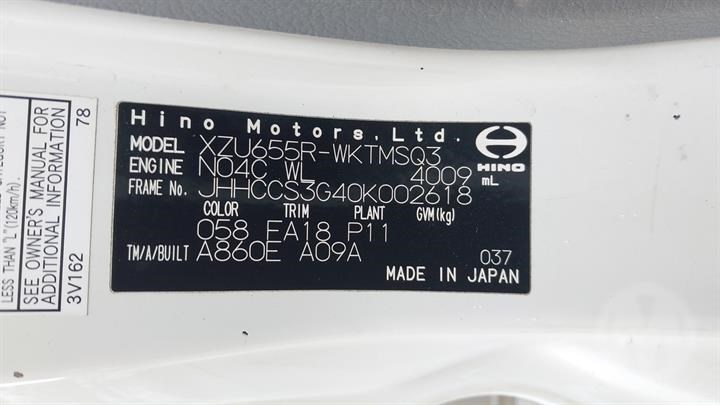 Hino Motors, Ltd.
MODEL XZU655R-WKTMSQ3
ENGINE N04C WL 4009 mL
HINO
FRAME No. JHHCCS3G40K002618
COLOR TRIM PLANT GVM(kg)
058 FA18 P11
TM/A/BUILT A860E A09A
037
MADE IN JAPAN
LESS THAN "L" (120km/h).
SEE OWNER'S MANUAL FOR
ADDITIONAL INFORMATION
3V162 78